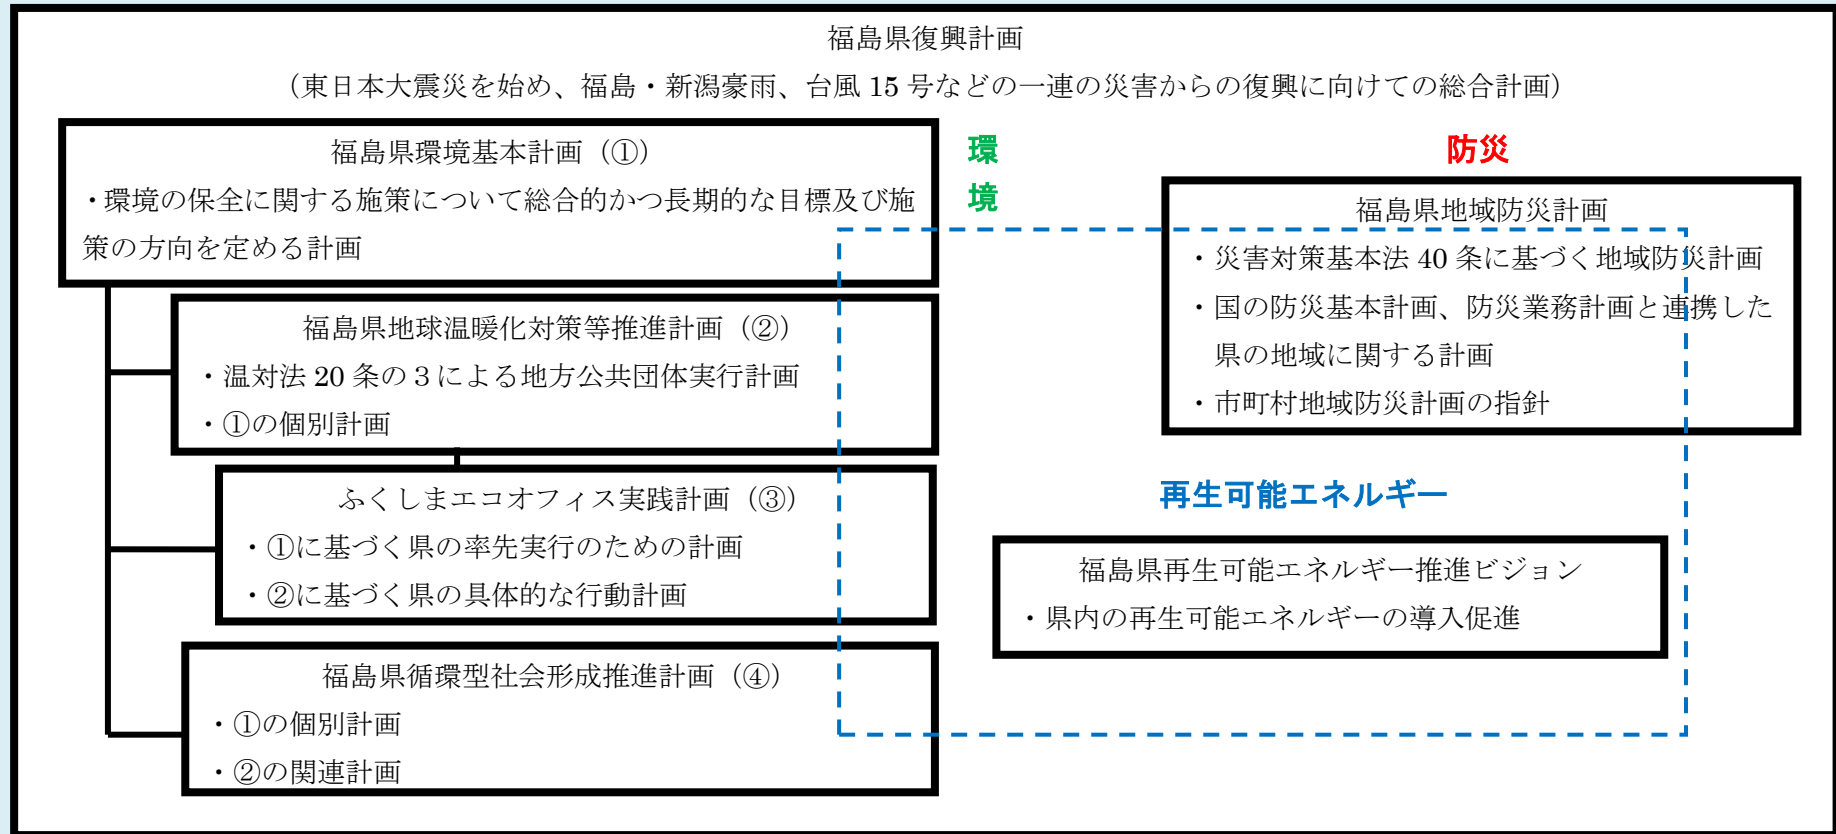 福島県復興計画
（東日本大震災を始め、福島・新潟豪雨、台風 15 号などの一連の災害からの復興に向けての総合計画）
福島県環境基本計画（①）
・環境の保全に関する施策について総合的かつ長期的な目標及び施
策の方向を定める計画
福島県地球温暖化対策等推進計画（②）
・温対法 20 条の３による地方公共団体実行計画
・①の個別計画
ふくしまエコオフィス実践計画（③）
・①に基づく県の率先実行のための計画
・②に基づく県の具体的な行動計画
福島県循環型社会形成推進計画（④）
・①の個別計画
・②の関連計画
環
境
防災
福島県地域防災計画
・災害対策基本法 40 条に基づく地域防災計画
・国の防災基本計画、防災業務計画と連携した
県の地域に関する計画
・市町村地域防災計画の指針
再生可能エネルギー
福島県再生可能エネルギー推進ビジョン
・県内の再生可能エネルギーの導入促進